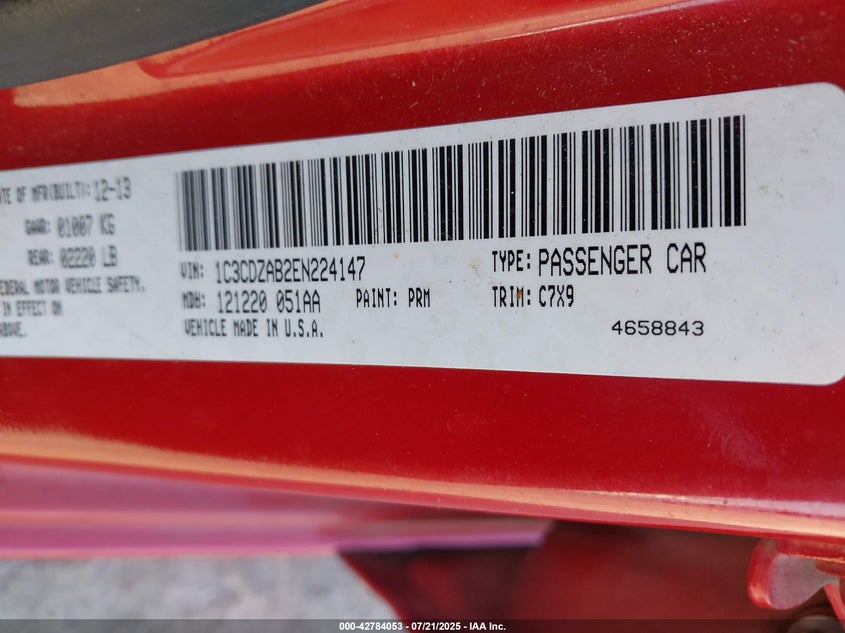 ATE OF MFR(BUILT): 12-13
GAWR: 01007 KG
REAR: 02220 LB
EDERAL MOTOR VEHICLE SAFETY.
IN EFFECT ON
ABOVE.
VIN: 1C3CDZAB2EN224147
TYPE: PASSENGER CAR
MDH: 121220 051AA PAINT: PRM
TRIM: C7X9
VEHICLE MADE IN U.S.A.
4658843
000-42784053 - 07/21/2025 - IAA Inc.